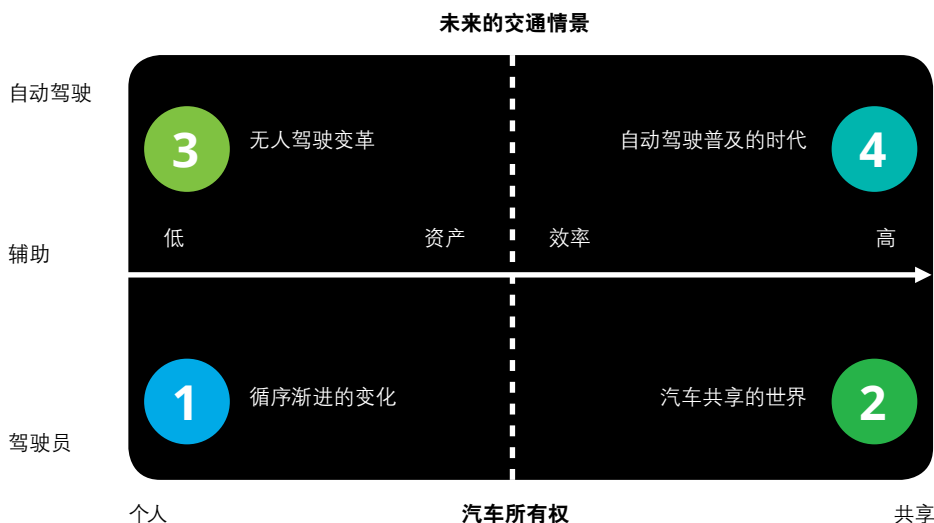 未来的交通情景
自动驾驶
3
无人驾驶变革
自动驾驶普及的时代
4
低
资产
效率
高
辅助
1
循序渐进的变化
汽车共享的世界
2
驾驶员
个人
汽车所有权
共享